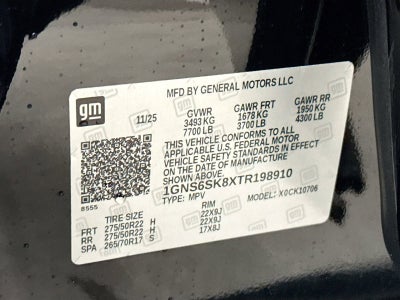 gm
MFD BY GENERAL MOTORS LLC
11/25 GVWR GAWR FRT GAWR RR
3493 KG 1678 KG 1950 KG
7700 LB 3700 LB 4300 LB
THIS VEHICLE CONFORMS TO ALL
APPLICABLE U.S. FEDERAL MOTOR
VEHICLE SAFETY STANDARDS IN EFFECT
ON THE DATE OF MANUFACTURE
SHOWN ABOVE
1GNS6SK8XTR198910
8555 TYPE: MPV MODEL: X0CK10706
TIRE SIZE RIM
FRT 275/50R22 H 22X9J
RR 275/50R22 H 22X9J
SPA 265/70R17 S 17X8J